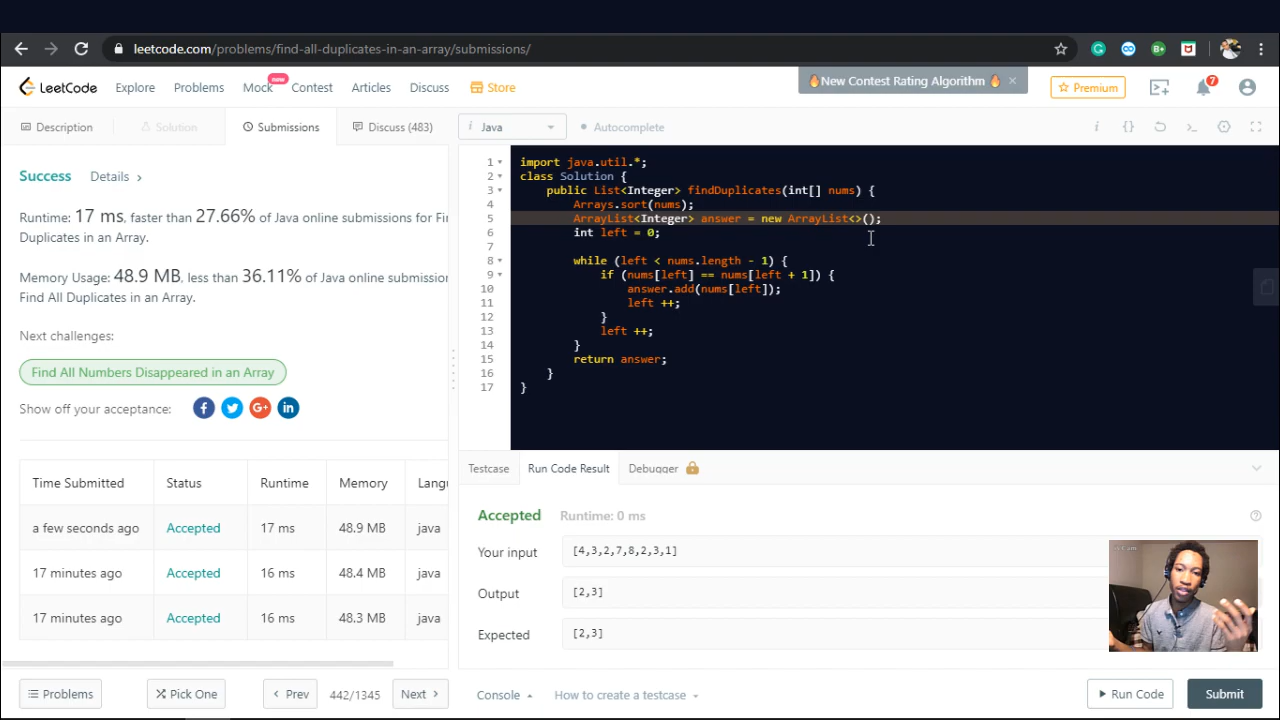 leetcode.com/problems/find-all-duplicates-in-an-array/submissions/
LeetCode
Explore
Problems
Mock
new
Contest
Articles
Discuss
Store
🔥New Contest Rating Algorithm 🔥 ×
Premium
7
Description
Solution
Submissions
Discuss (483)
i Java
Autocomplete
Success Details >
Runtime: 17 ms, faster than 27.66% of Java online submissions for
Duplicates in an Array.
Memory Usage: 48.9 MB, less than 36.11% of Java online submission
Find All Duplicates in an Array.
Next challenges:
Find All Numbers Disappeared in an Array
Show off your acceptance:
Time Submitted Status Runtime Memory Langu
a few seconds ago Accepted 17 ms 48.9 MB java
17 minutes ago Accepted 16 ms 48.4 MB java
17 minutes ago Accepted 16 ms 48.3 MB java
1 import java.util.*;
2 class Solution {
3 public List<Integer> findDuplicates(int[] nums) {
4 Arrays.sort(nums);
5 ArrayList<Integer> answer = new ArrayList<>();
6 int left = 0;
7
8 while (left < nums.length - 1) {
9 if (nums[left] == nums[left + 1]) {
10 answer.add(nums[left]);
11 left ++;
12 }
13 left ++;
14 }
15 return answer;
16 }
17 }
Testcase
Run Code Result
Debugger
Accepted Runtime: 0 ms
Your input [4,3,2,7,8,2,3,1]
Output [2,3]
Expected [2,3]
Problems
Pick One
< Prev
442/1345
Next >
Console
How to create a testcase
Run Code
Submit